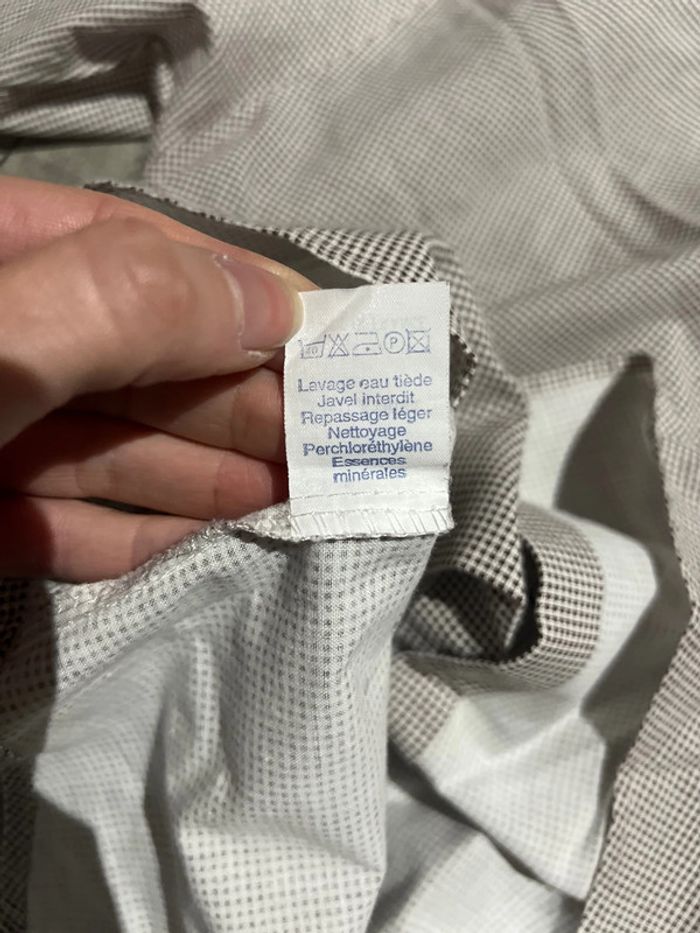 P
Lavage eau tiède
Javel interdit
Repassage léger
Nettoyage
Perchloréthylène
Essences
minérales